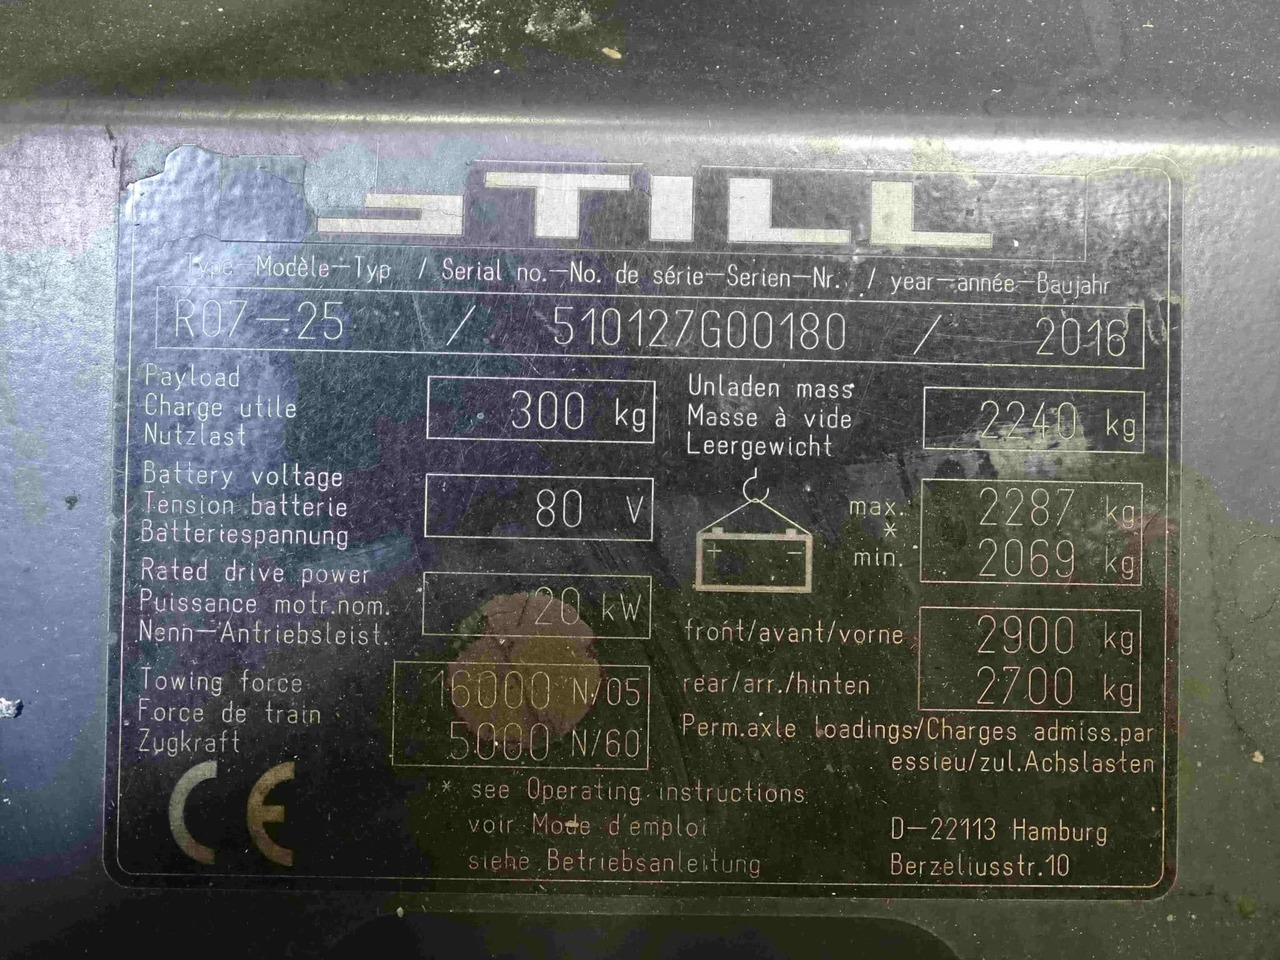 STILL
Type-Modèle-Typ / Serial no.-No. de série-Serien-Nr. / year-année-Baujahr
R07-25 / 510127G00180 / 2016
Payload
Charge utile
Nutzlast
300 kg
Unladen mass
Masse à vide
Leergewicht
2240 kg
Battery voltage
Tension batterie
Batteriespannung
80 V
max. 2287 kg
*
min. 2069 kg
+ −
Rated drive power
Puissance motr.nom.
Nenn-Antriebsleist.
20 kW
front/avant/vorne 2900 kg
rear/arr./hinten 2700 kg
Perm.axle loadings/Charges admiss.par
essieu/zul.Achslasten
Towing force
Force de train
Zugkraft
16000 N/05
5000 N/60
CE
* see Operating instructions
voir Mode d'emploi
siehe Betriebsanleitung
D-22113 Hamburg
Berzeliusstr.10